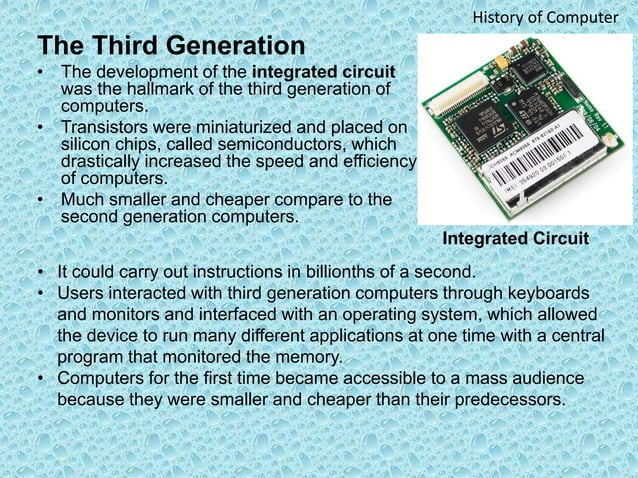 History of Computer
The Third Generation
• The development of the integrated circuit
was the hallmark of the third generation of
computers.
• Transistors were miniaturized and placed on
silicon chips, called semiconductors, which
drastically increased the speed and efficiency
of computers.
• Much smaller and cheaper compare to the
second generation computers.
Integrated Circuit
• It could carry out instructions in billionths of a second.
• Users interacted with third generation computers through keyboards
and monitors and interfaced with an operating system, which allowed
the device to run many different applications at one time with a central
program that monitored the memory.
• Computers for the first time became accessible to a mass audience
because they were smaller and cheaper than their predecessors.